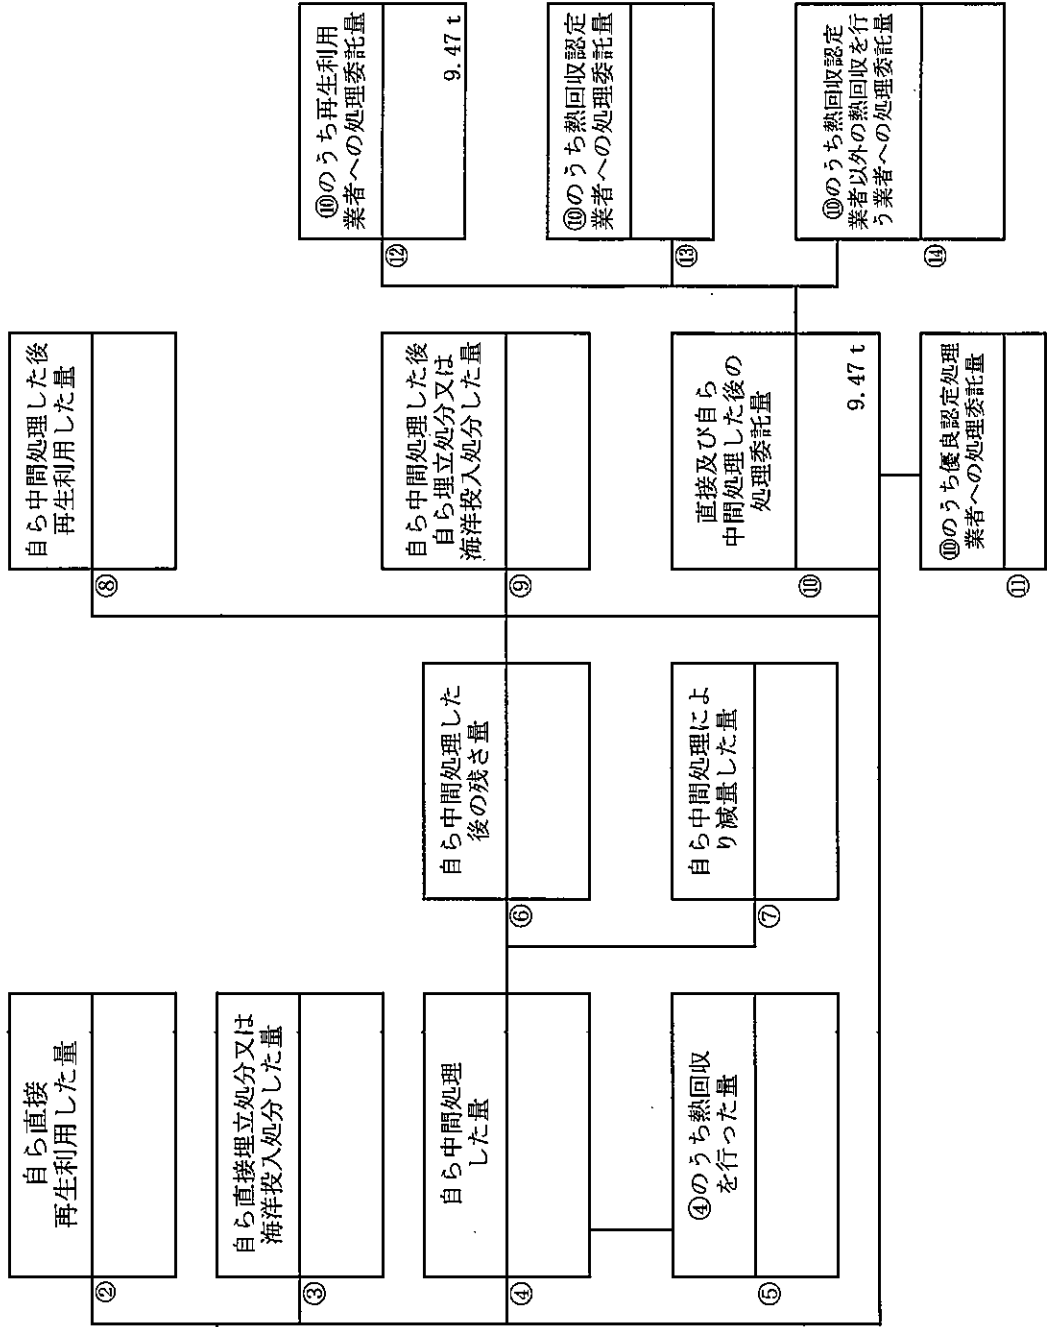 ②
自ら直接
再生利用した量
③
自ら直接埋立処分又は
海洋投入処分した量
④
自ら中間処理
した量
⑤
④のうち熱回収
を行った量
⑥
自ら中間処理した
後の残さ量
⑦
自ら中間処理によ
り減量した量
⑧
自ら中間処理した後
再生利用した量
⑨
自ら中間処理した後
自ら埋立処分又は
海洋投入処分した量
⑩
直接及び自ら
中間処理した後の
処理委託量
9.47 t
⑪
⑩のうち優良認定処理
業者への処理委託量
⑫
⑩のうち再生利用
業者への処理委託量
9.47 t
⑬
⑩のうち熱回収認定
業者への処理委託量
⑭
⑩のうち熱回収認定
業者以外の熱回収を行
う業者への処理委託量